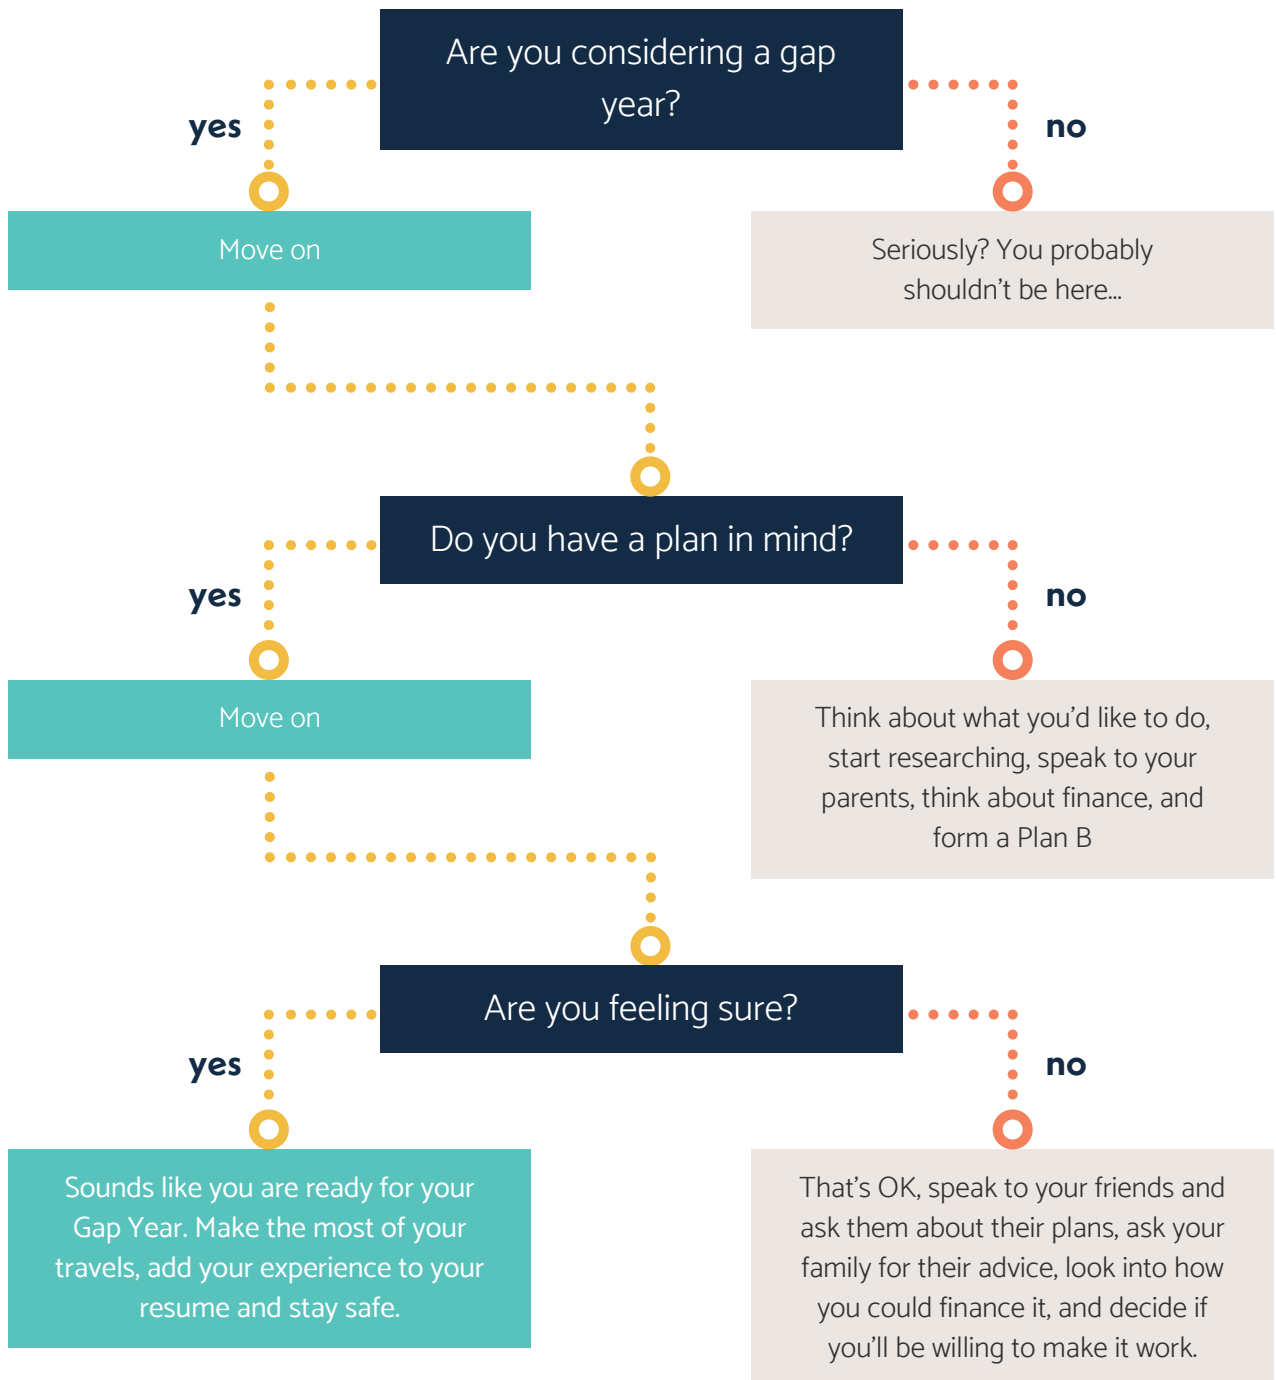 Are you considering a gap
year?
yes
no
Move on
Seriously? You probably
shouldn't be here...
Do you have a plan in mind?
yes
no
Move on
Think about what you'd like to do,
start researching, speak to your
parents, think about finance, and
form a Plan B
Are you feeling sure?
yes
no
Sounds like you are ready for your
Gap Year. Make the most of your
travels, add your experience to your
resume and stay safe.
That's OK, speak to your friends and
ask them about their plans, ask your
family for their advice, look into how
you could finance it, and decide if
you'll be willing to make it work.